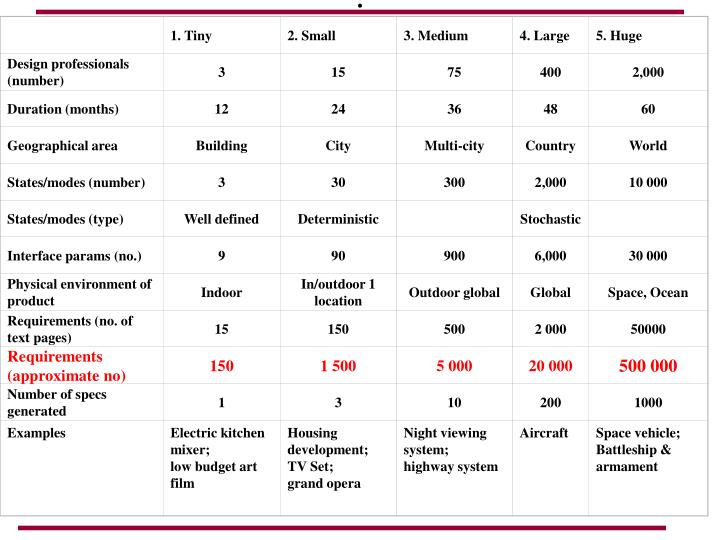 •
1. Tiny 2. Small 3. Medium 4. Large 5. Huge
Design professionals
(number) 3 15 75 400 2,000
Duration (months) 12 24 36 48 60
Geographical area Building City Multi-city Country World
States/modes (number) 3 30 300 2,000 10 000
States/modes (type) Well defined Deterministic Stochastic
Interface params (no.) 9 90 900 6,000 30 000
Physical environment of
product Indoor In/outdoor 1
location Outdoor global Global Space, Ocean
Requirements (no. of
text pages) 15 150 500 2 000 50000
Requirements
(approximate no) 150 1 500 5 000 20 000 500 000
Number of specs
generated 1 3 10 200 1000
Examples Electric kitchen
mixer;
low budget art
film
Housing
development;
TV Set;
grand opera
Night viewing
system;
highway system
Aircraft
Space vehicle;
Battleship &
armament